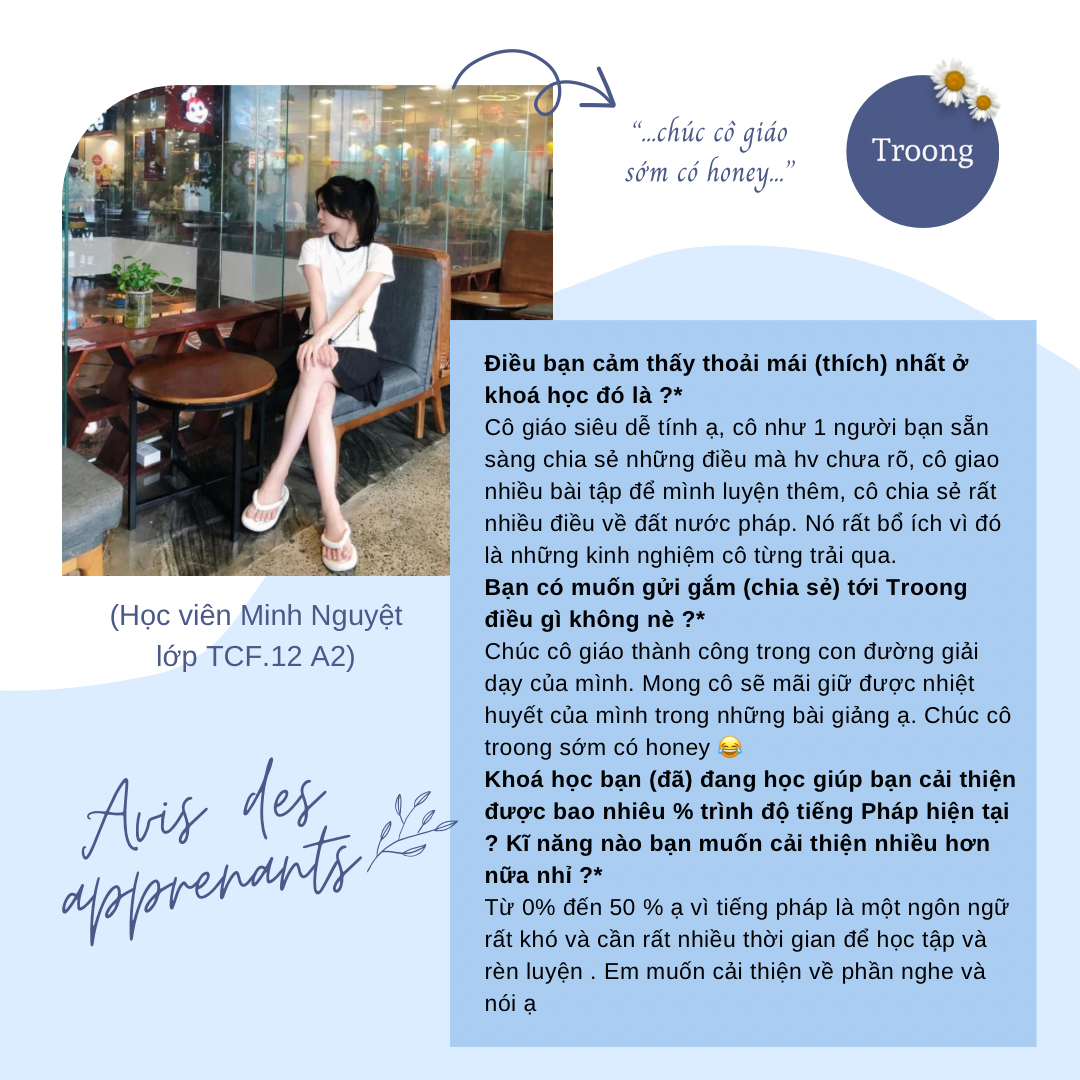 “...chúc cô giáo
sớm có honey...”
Troong
Điều bạn cảm thấy thoải mái (thích) nhất ở
khoá học đó là ?*
Cô giáo siêu dễ tính ạ, cô như 1 người bạn sẵn
sàng chia sẻ những điều mà hv chưa rõ, cô giao
nhiều bài tập để mình luyện thêm, cô chia sẻ rất
nhiều điều về đất nước pháp. Nó rất bổ ích vì đó
là những kinh nghiệm cô từng trải qua.
Bạn có muốn gửi gắm (chia sẻ) tới Troong
điều gì không nè ?*
Chúc cô giáo thành công trong con đường giải
dạy của mình. Mong cô sẽ mãi giữ được nhiệt
huyết của mình trong những bài giảng ạ. Chúc cô
troong sớm có honey 😂
Khoá học bạn (đã) đang học giúp bạn cải thiện
được bao nhiêu % trình độ tiếng Pháp hiện tại
? Kĩ năng nào bạn muốn cải thiện nhiều hơn
nữa nhỉ ?*
Từ 0% đến 50 % ạ vì tiếng pháp là một ngôn ngữ
rất khó và cần rất nhiều thời gian để học tập và
rèn luyện . Em muốn cải thiện về phần nghe và
nói ạ
(Học viên Minh Nguyệt
lớp TCF.12 A2)
Avis des
apprenants